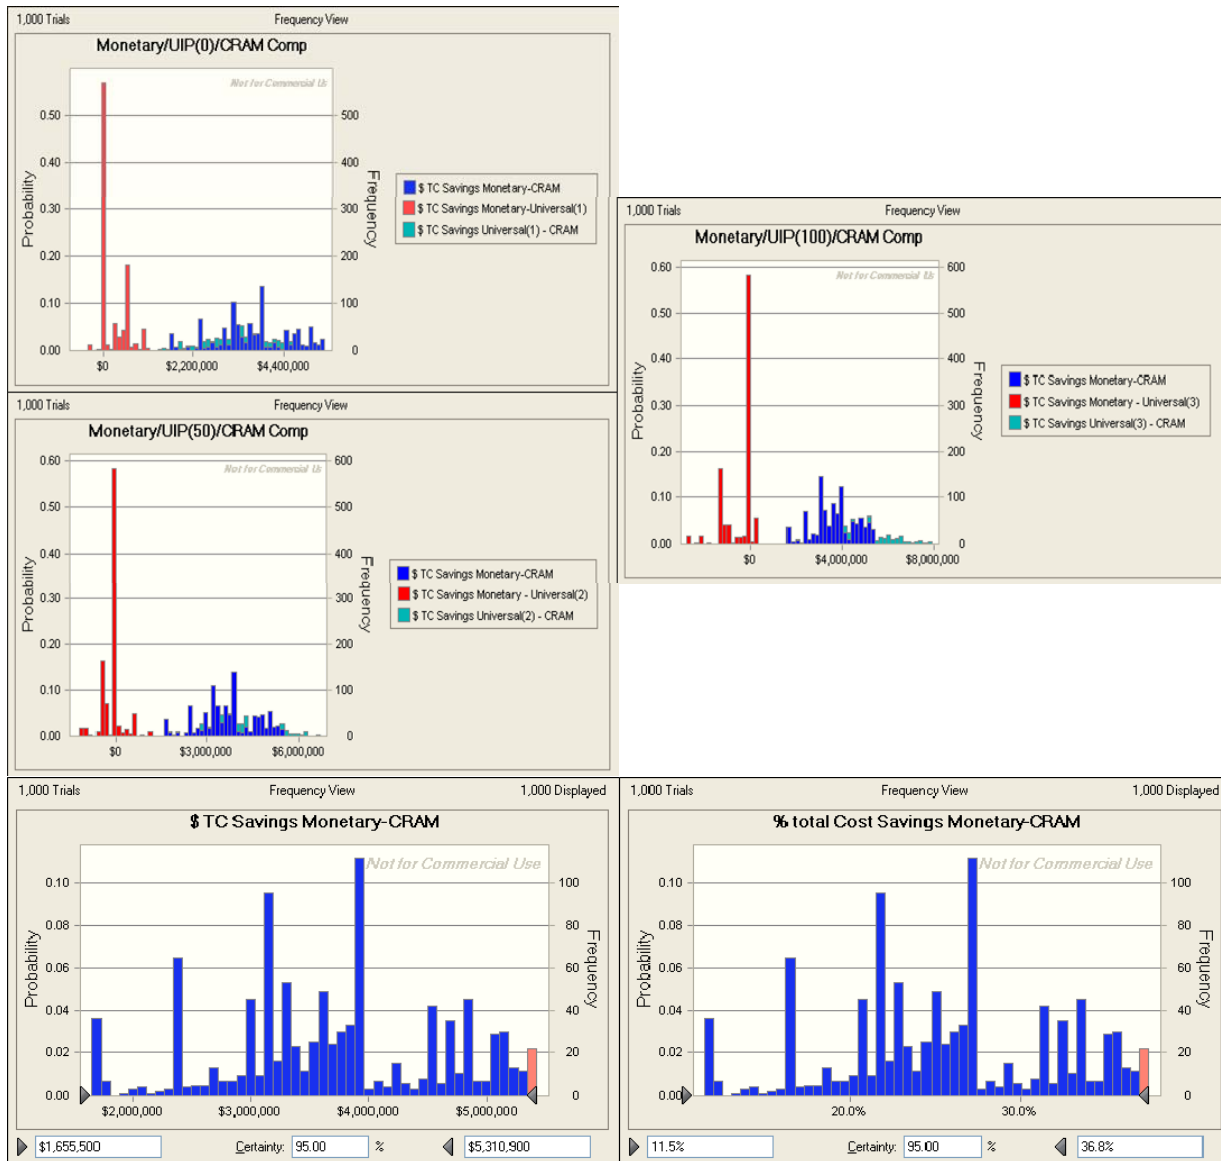 1,000 Trials Frequency View
Monetary/UIP(0)/CRAM Comp
Not for Commercial Us
Probability
Frequency
0.50
0.40
0.30
0.20
0.10
0.00
500
400
300
200
100
0
$0 $2,200,000 $4,400,000
$ TC Savings Monetary-CRAM
$ TC Savings Monetary-Universal(1)
$ TC Savings Universal(1) - CRAM
1,000 Trials Frequency View
Monetary/UIP(100)/CRAM Comp
Not for Commercial Us
Probability
Frequency
0.60
0.50
0.40
0.30
0.20
0.10
0.00
600
500
400
300
200
100
0
$0 $4,000,000 $8,000,000
$ TC Savings Monetary-CRAM
$ TC Savings Monetary - Universal(3)
$ TC Savings Universal(3) - CRAM
1,000 Trials Frequency View
Monetary/UIP(50)/CRAM Comp
Not for Commercial Us
Probability
Frequency
0.60
0.50
0.40
0.30
0.20
0.10
0.00
600
500
400
300
200
100
0
$0 $3,000,000 $6,000,000
$ TC Savings Monetary-CRAM
$ TC Savings Monetary - Universal(2)
$ TC Savings Universal(2) - CRAM
1,000 Trials Frequency View 1,000 Displayed
$ TC Savings Monetary-CRAM
Not for Commercial Use
Probability
Frequency
0.10
0.08
0.06
0.04
0.02
0.00
100
80
60
40
20
0
$2,000,000 $3,000,000 $4,000,000 $5,000,000
$1,655,500 Certainty: 95.00 % $5,310,900
1,000 Trials Frequency View 1,000 Displayed
% total Cost Savings Monetary-CRAM
Not for Commercial Use
Probability
Frequency
0.10
0.08
0.06
0.04
0.02
0.00
100
80
60
40
20
0
20.0% 30.0%
11.5% Certainty: 95.00 % 36.8%